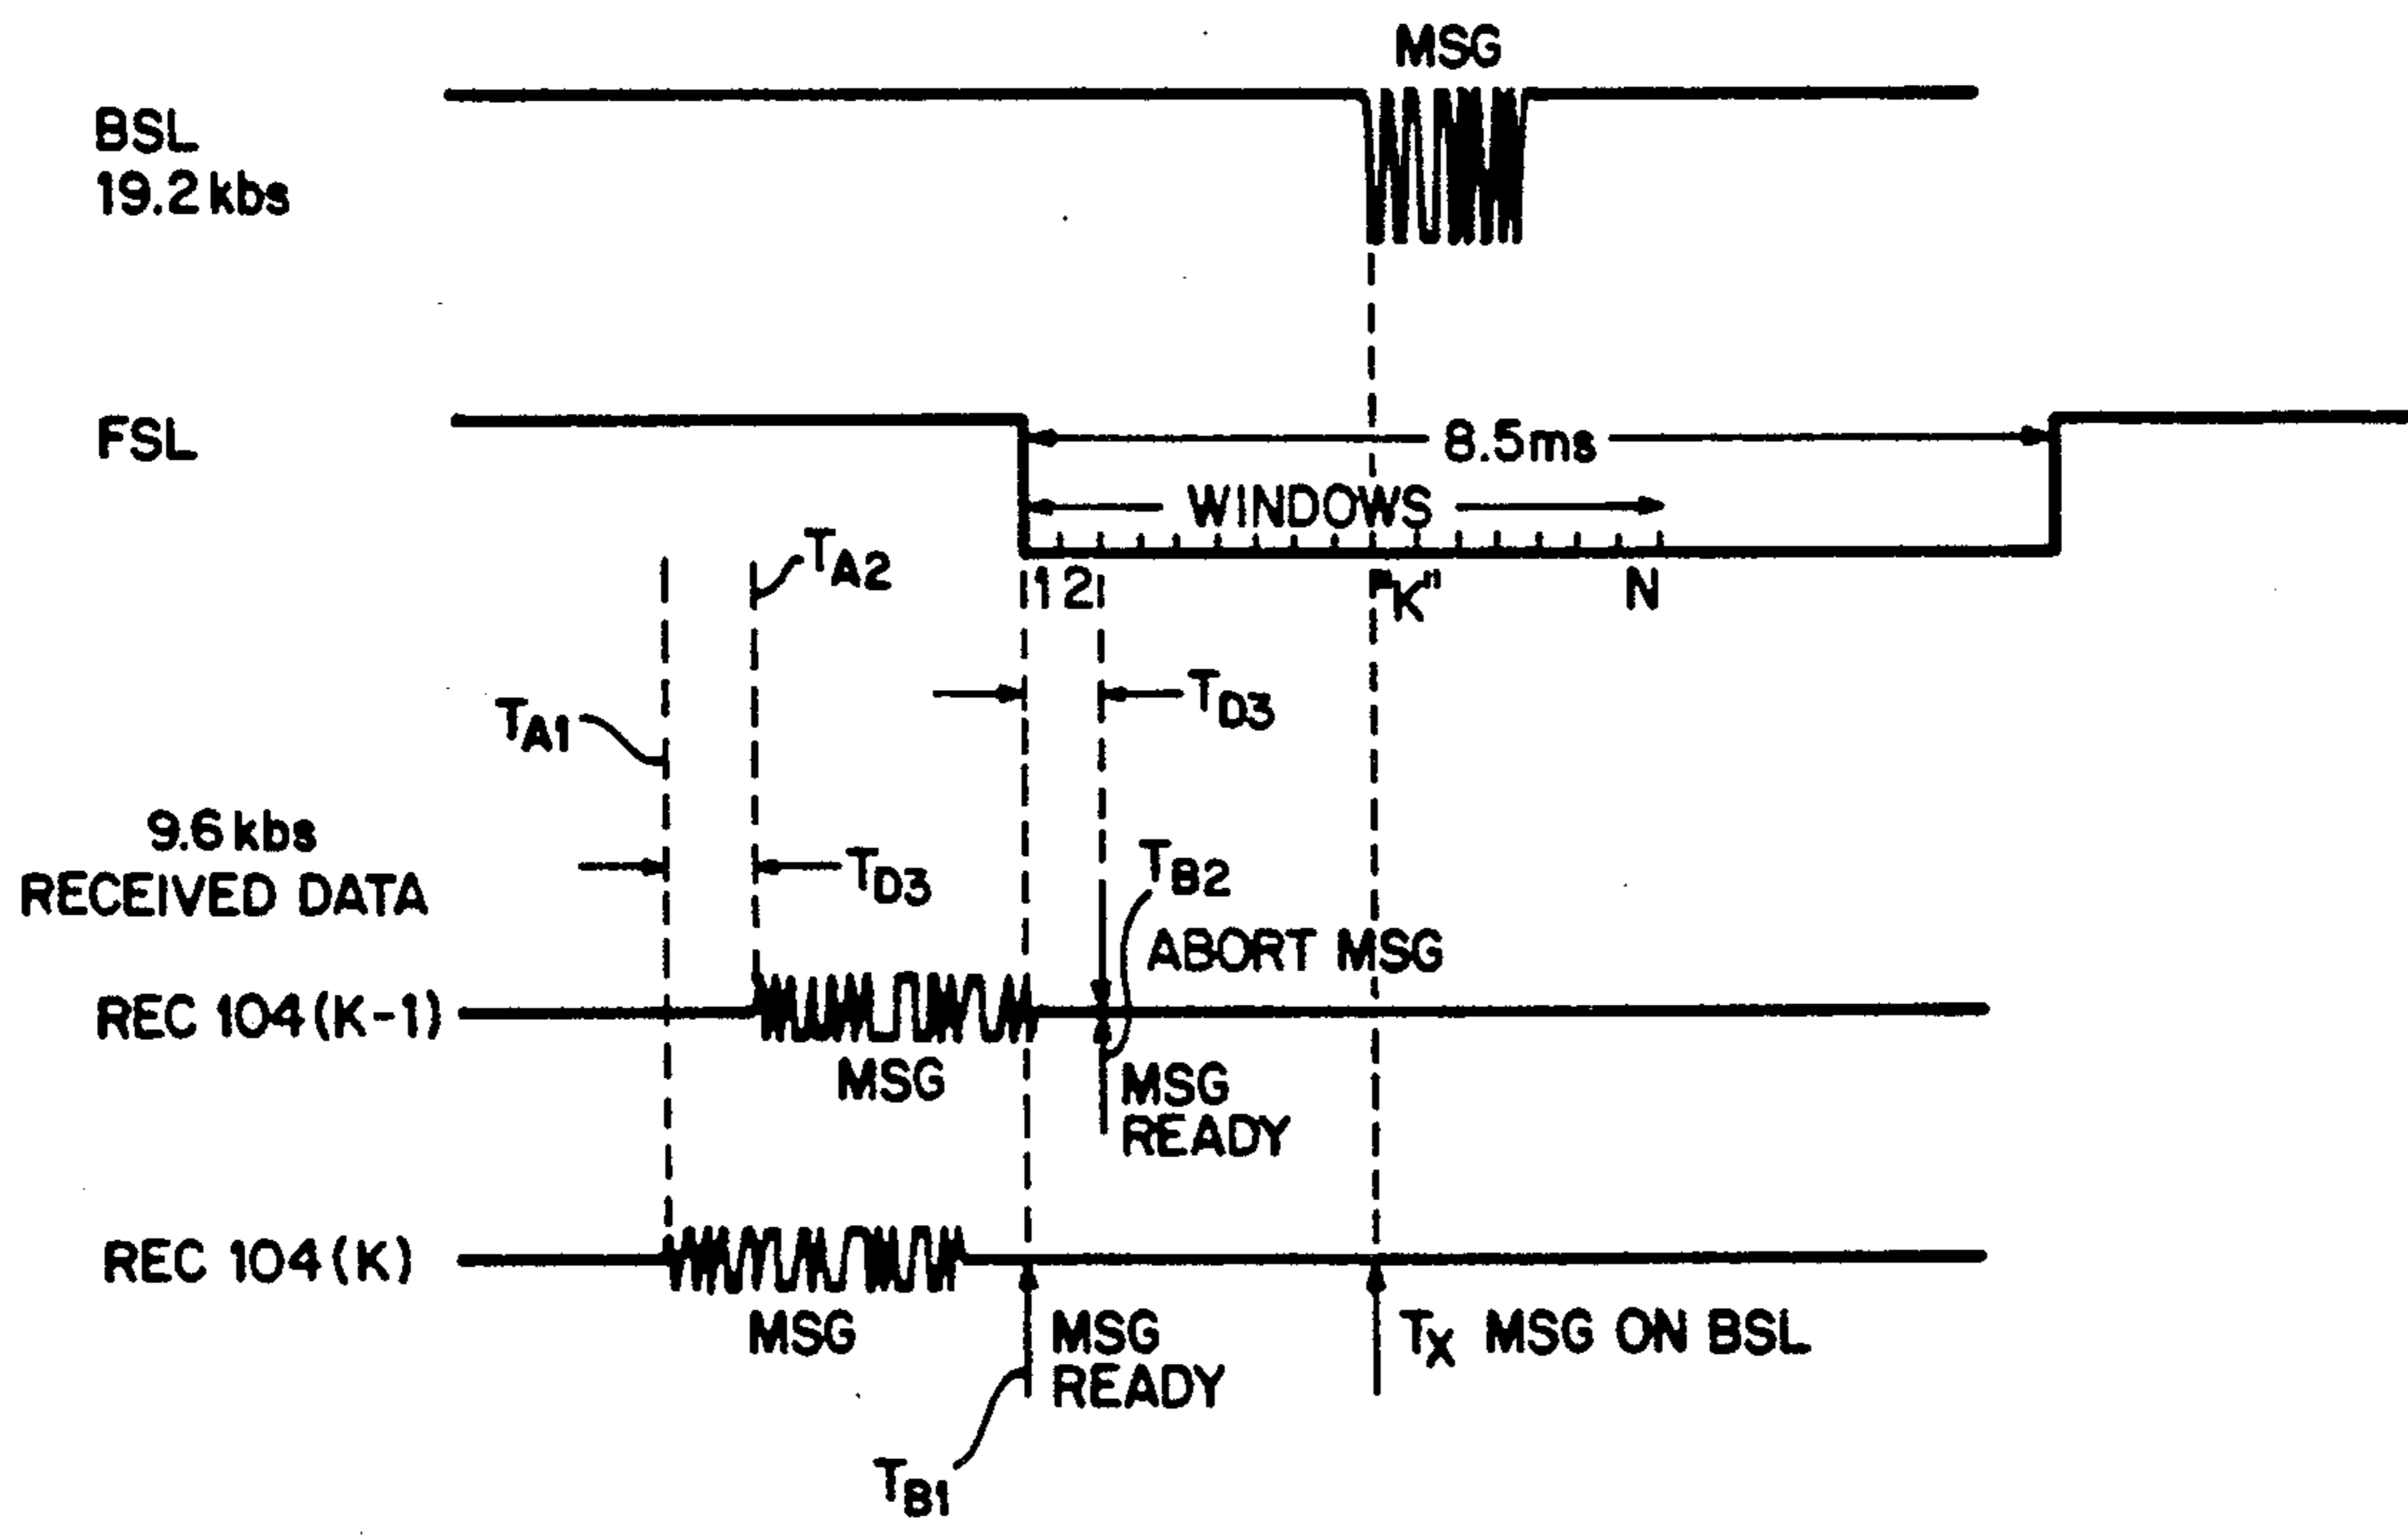 MSG
BSL
19.2 kbs
FSL
8.5ms
WINDOWS
1 2
"K"
N
TA2
TD3
TA1
9.6 kbs
RECEIVED DATA
TD3
TB2
ABORT MSG
REC 104 (K-1)
MSG
MSG
READY
REC 104 (K)
MSG
MSG
READY
TX MSG ON BSL
TB1